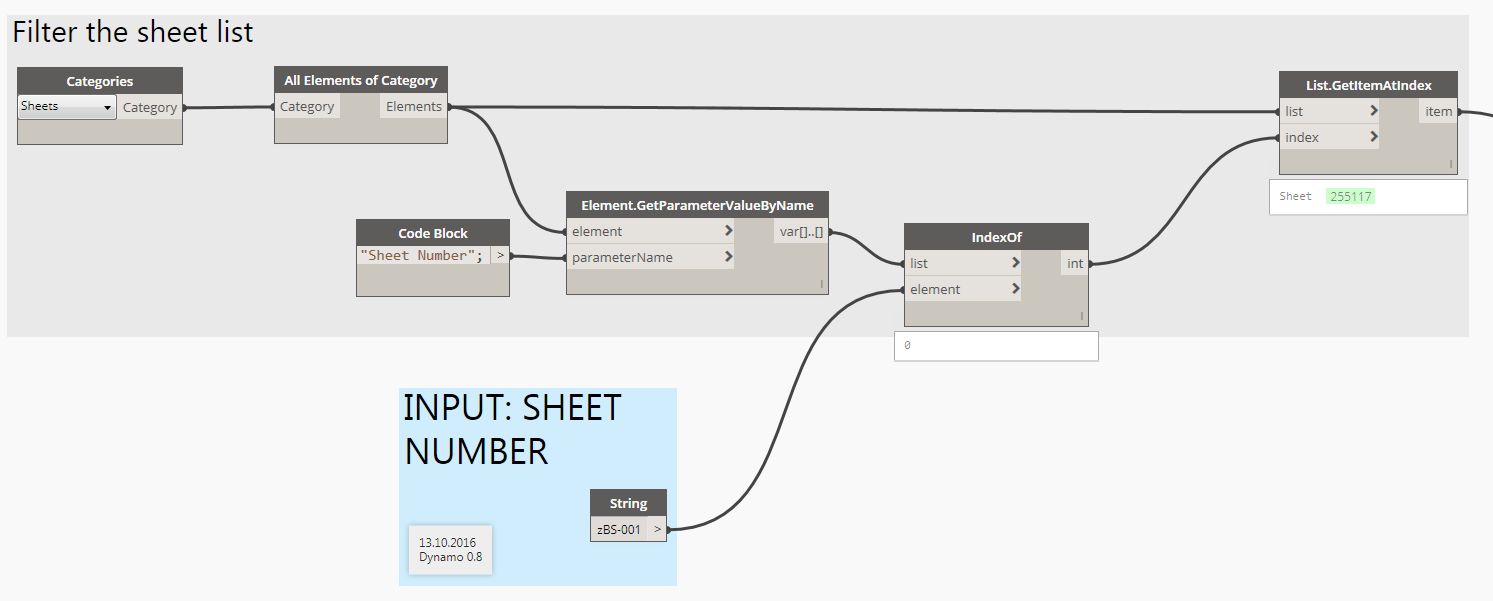 Filter the sheet list
Categories
Sheets
Category
All Elements of Category
Category
Elements
Code Block
"Sheet Number";
>
Element.GetParameterValueByName
element
>
var[]..[]
parameterName
>
l
IndexOf
list
>
int
element
>
l
0
List.GetItemAtIndex
list
>
item
index
>
l
Sheet 255117
INPUT: SHEET
NUMBER
String
zBS-001
>
13.10.2016
Dynamo 0.8